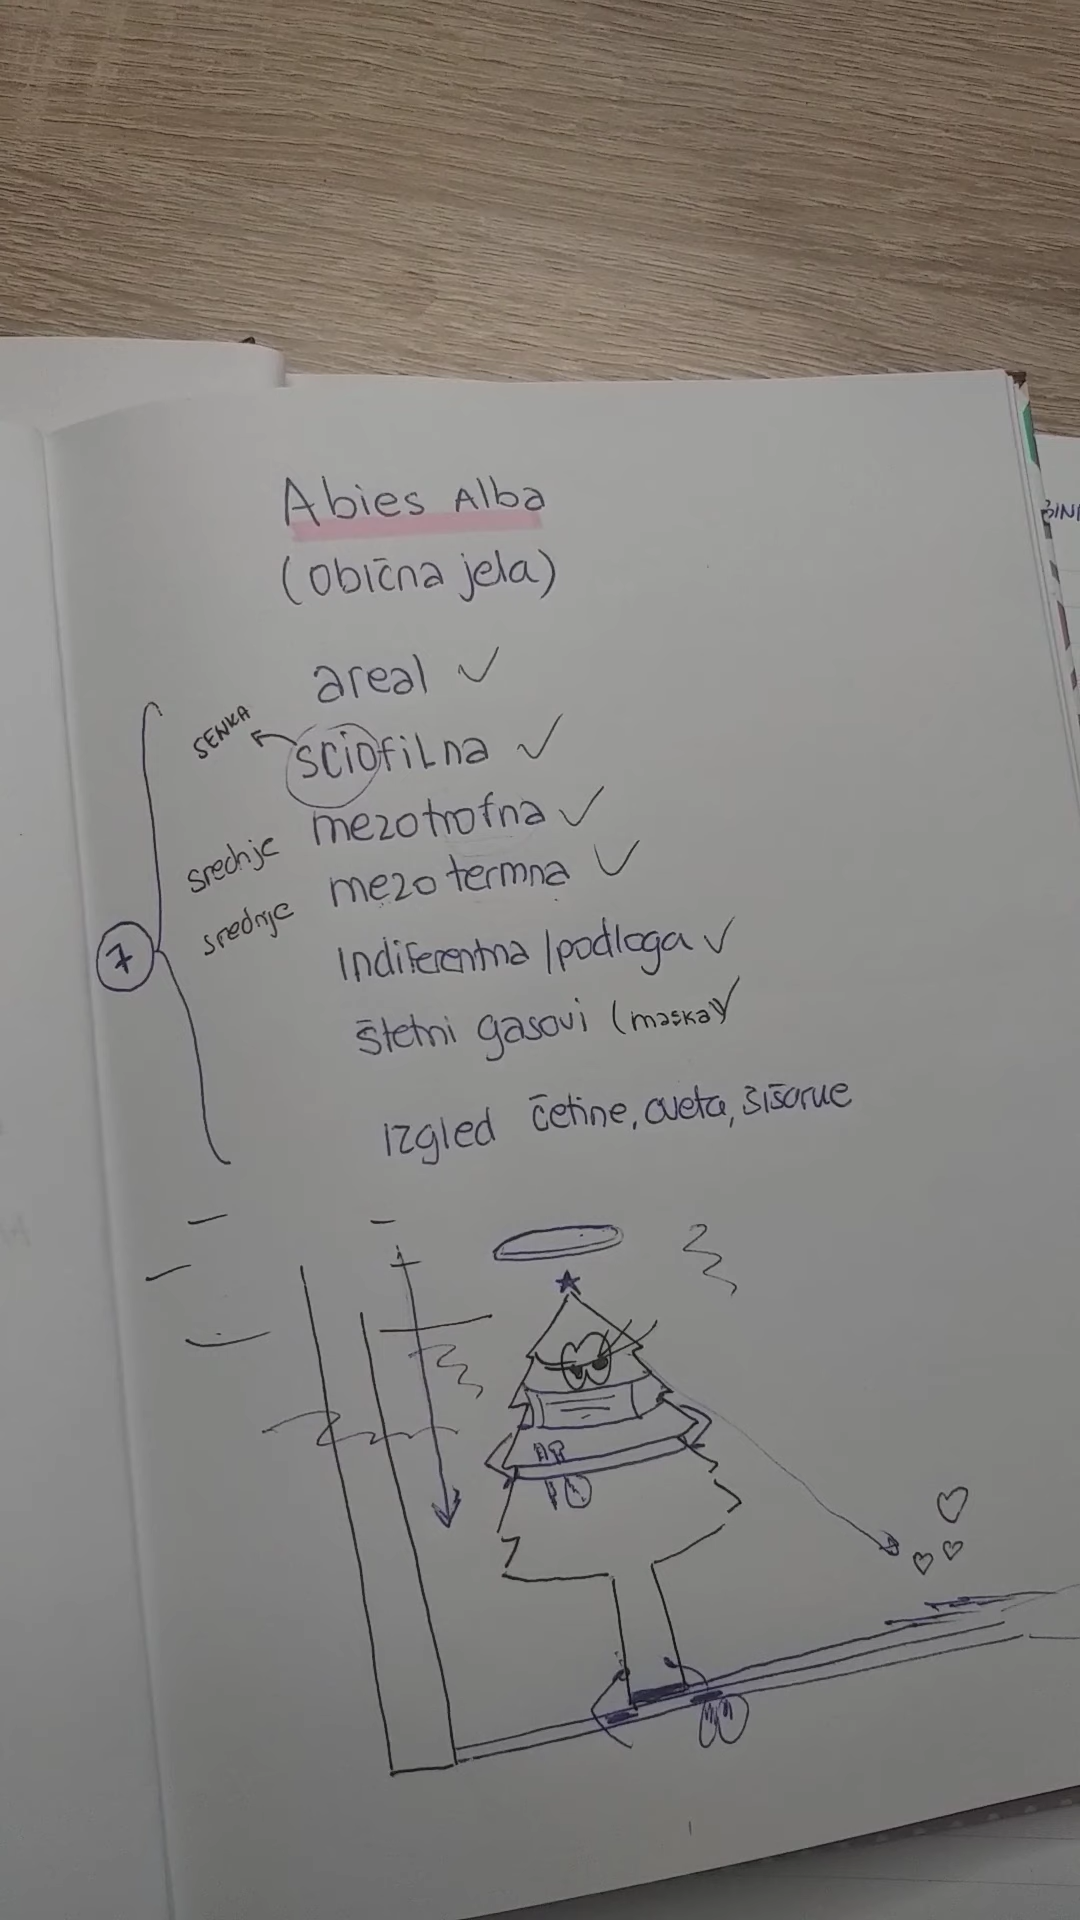 Abies Alba
(obična jela)
areal ✓
SENKA
sciofilna ✓
srednje mezotrofna ✓
srednje mezotermna ✓
Indiferentna / podloga ✓
7
štetni gasovi (maska) ✓
izgled četine, cveta, šišarke